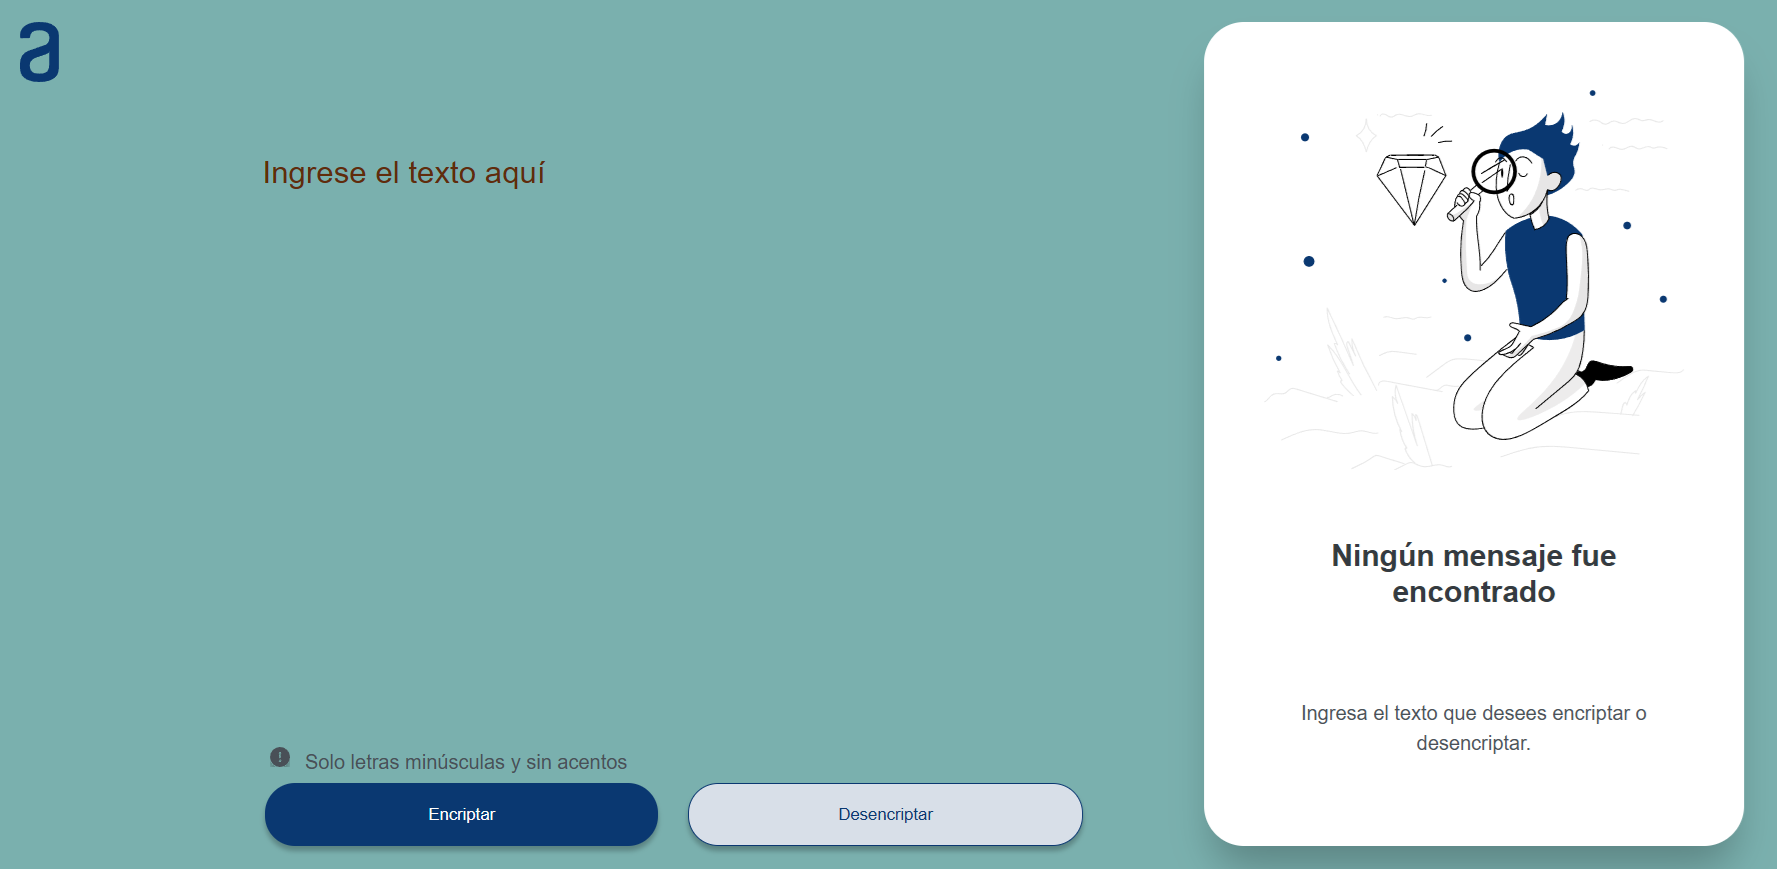 a
Ingrese el texto aquí
Solo letras minúsculas y sin acentos
Encriptar
Desencriptar
Ningún mensaje fue
encontrado
Ingresa el texto que desees encriptar o
desencriptar.